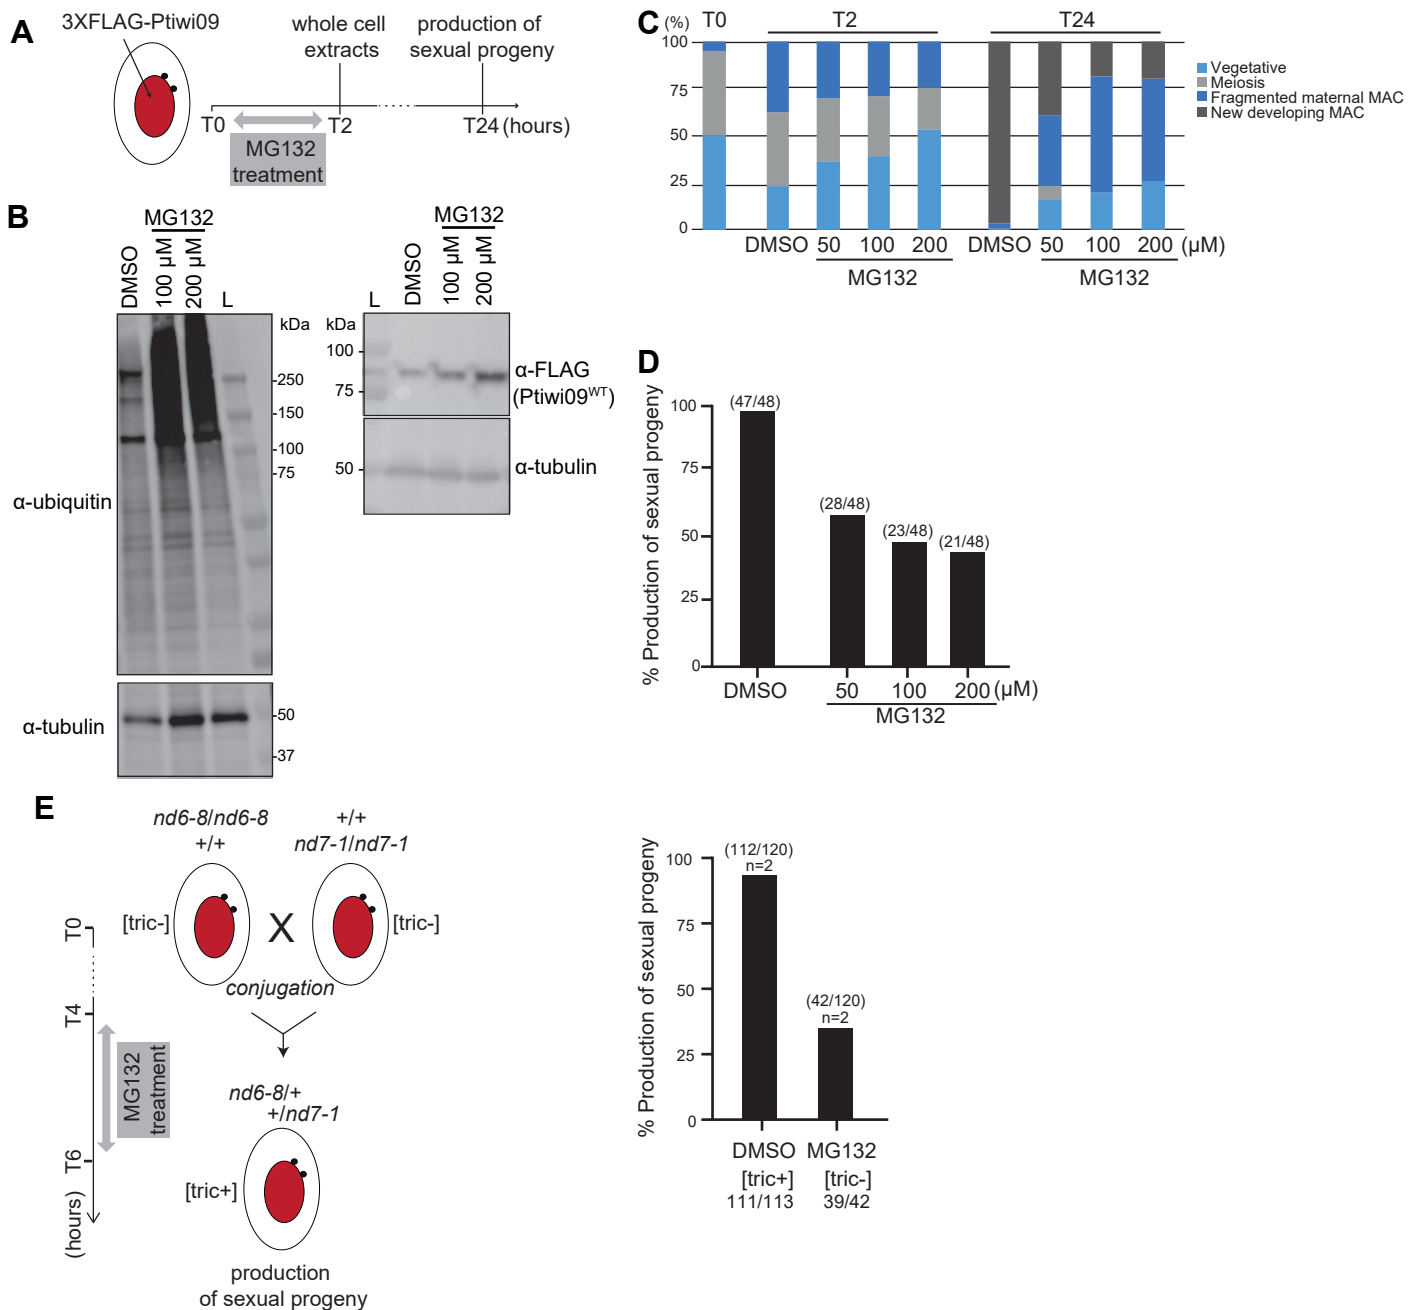 A
3XFLAG-Ptiwi09
whole cell
extracts
production of
sexual progeny
T0
T2
T24 (hours)
MG132
treatment
B
MG132
DMSO
100 µM
200 µM
L
kDa
250
150
100
75
α-ubiquitin
α-tubulin
50
37
MG132
L
DMSO
100 µM
200 µM
kDa
100
75
50
α-FLAG
(Ptiwi09WT)
α-tubulin
C
(%)
T0
T2
T24
100
75
50
25
0
DMSO
50
100
200
DMSO
50
100
200
(µM)
MG132
MG132
Vegetative
Meiosis
Fragmented maternal MAC
New developing MAC
D
% Production of sexual progeny
100
75
50
25
0
(47/48)
(28/48)
(23/48)
(21/48)
DMSO
50
100
200 (µM)
MG132
E
nd6-8/nd6-8
+/+
+/+
nd7-1/nd7-1
[tric-]
X
[tric-]
conjugation
T0
T4
MG132
treatment
T6
(hours)
nd6-8/+
+/nd7-1
[tric+]
production
of sexual progeny
% Production of sexual progeny
100
75
50
25
0
(112/120)
n=2
(42/120)
n=2
DMSO
MG132
[tric+]
[tric-]
111/113
39/42